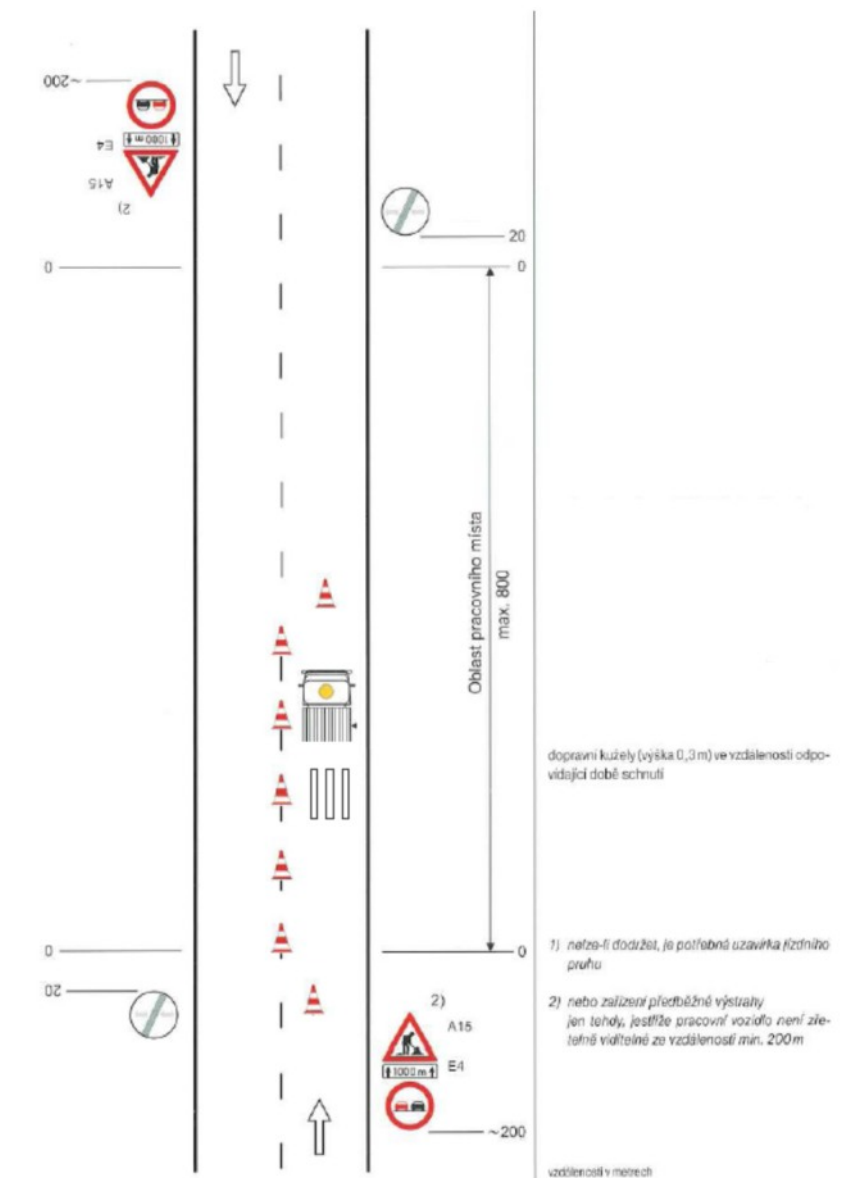 ~200
1000 m
E4
A15
2)
20
0
0
Oblast pracovního místa
max. 800
dopravní kužely (výška 0,3 m) ve vzdálenosti odpo-
vídající době schnutí
0
0
20
1) nelze-li dodržet, je potřebná uzavírka jízdního
pruhu
2) nebo zařízení předběžné výstrahy
jen tehdy, jestliže pracovní vozidlo není zře-
telně viditelné ze vzdálenosti min. 200 m
2)
A15
1000 m
E4
~200
vzdálenosti v metrech